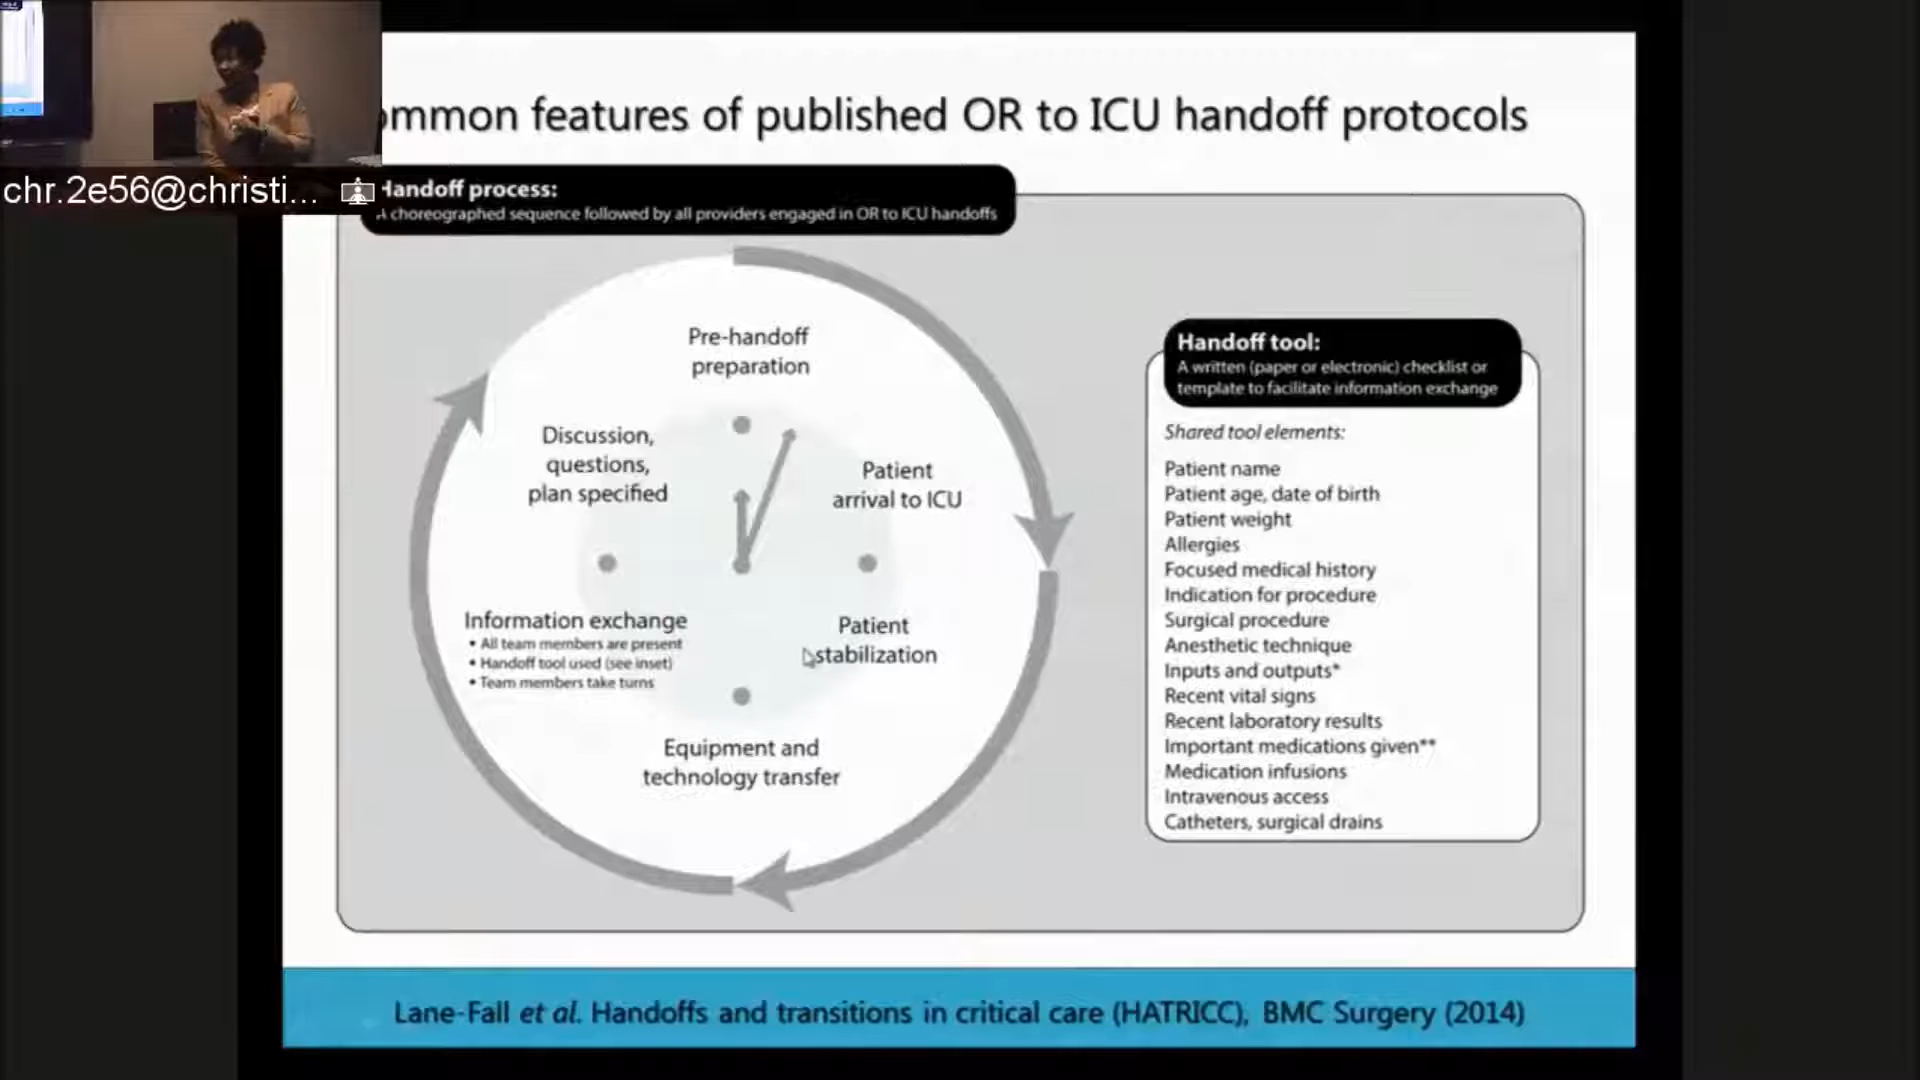 ommon features of published OR to ICU handoff protocols
chr.2e56@christi...
Handoff process:
A choreographed sequence followed by all providers engaged in OR to ICU handoffs
Pre-handoff
preparation
Patient
arrival to ICU
Patient
stabilization
Equipment and
technology transfer
Information exchange
• All team members are present
• Handoff tool used (see inset)
• Team members take turns
Discussion,
questions,
plan specified
Handoff tool:
A written (paper or electronic) checklist or
template to facilitate information exchange
Shared tool elements:
Patient name
Patient age, date of birth
Patient weight
Allergies
Focused medical history
Indication for procedure
Surgical procedure
Anesthetic technique
Inputs and outputs*
Recent vital signs
Recent laboratory results
Important medications given**
Medication infusions
Intravenous access
Catheters, surgical drains
Lane-Fall et al. Handoffs and transitions in critical care (HATRICC), BMC Surgery (2014)